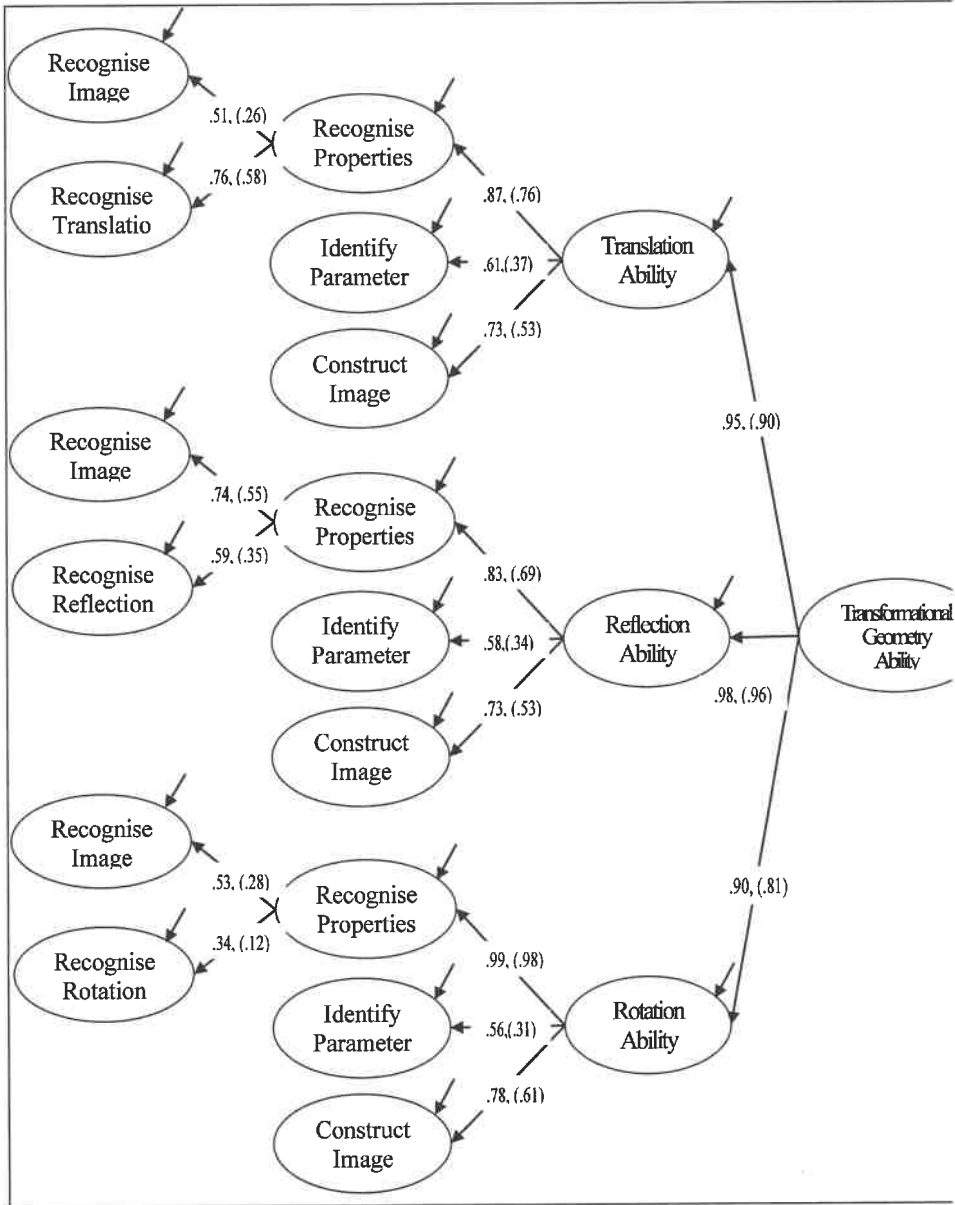 Recognise
Image
.51, (.26)
Recognise
Properties
.76, (.58)
Recognise
Translatio
.87, (.76)
Identify
Parameter
.61,(.37)
Translation
Ability
.73, (.53)
Construct
Image
.95, (.90)
Recognise
Image
.74, (.55)
Recognise
Properties
.59, (.35)
Recognise
Reflection
.83, (.69)
Identify
Parameter
.58,(.34)
Reflection
Ability
Transformational
Geometry
Ability
.98, (.96)
.73, (.53)
Construct
Image
Recognise
Image
.53, (.28)
Recognise
Properties
.90, (.81)
.34, (.12)
Recognise
Rotation
.99, (.98)
Identify
Parameter
.56,(.31)
Rotation
Ability
.78, (.61)
Construct
Image